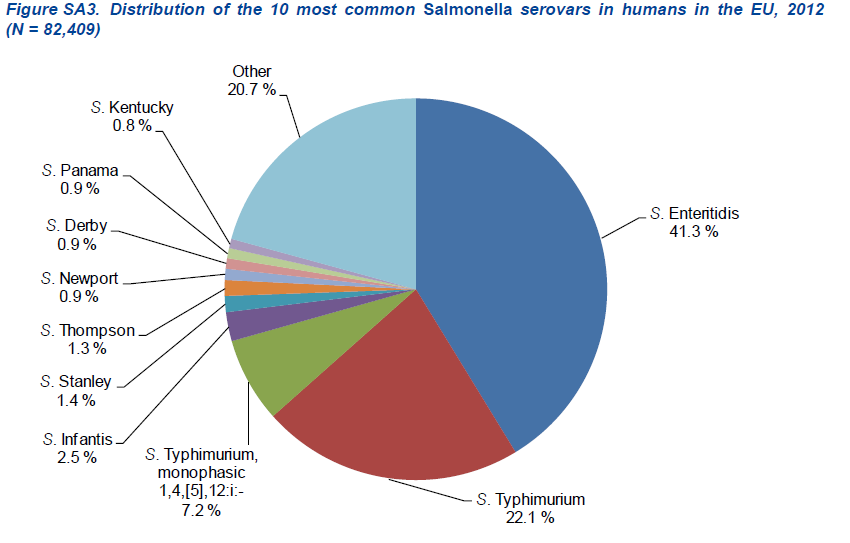 Figure SA3. Distribution of the 10 most common Salmonella serovars in humans in the EU, 2012
(N = 82,409)
Other
20.7 %
S. Kentucky
0.8 %
S. Panama
0.9 %
S. Derby
0.9 %
S. Newport
0.9 %
S. Thompson
1.3 %
S. Stanley
1.4 %
S. Infantis
2.5 %
S. Typhimurium,
monophasic
1,4,[5],12:i:-
7.2 %
S. Typhimurium
22.1 %
S. Enteritidis
41.3 %